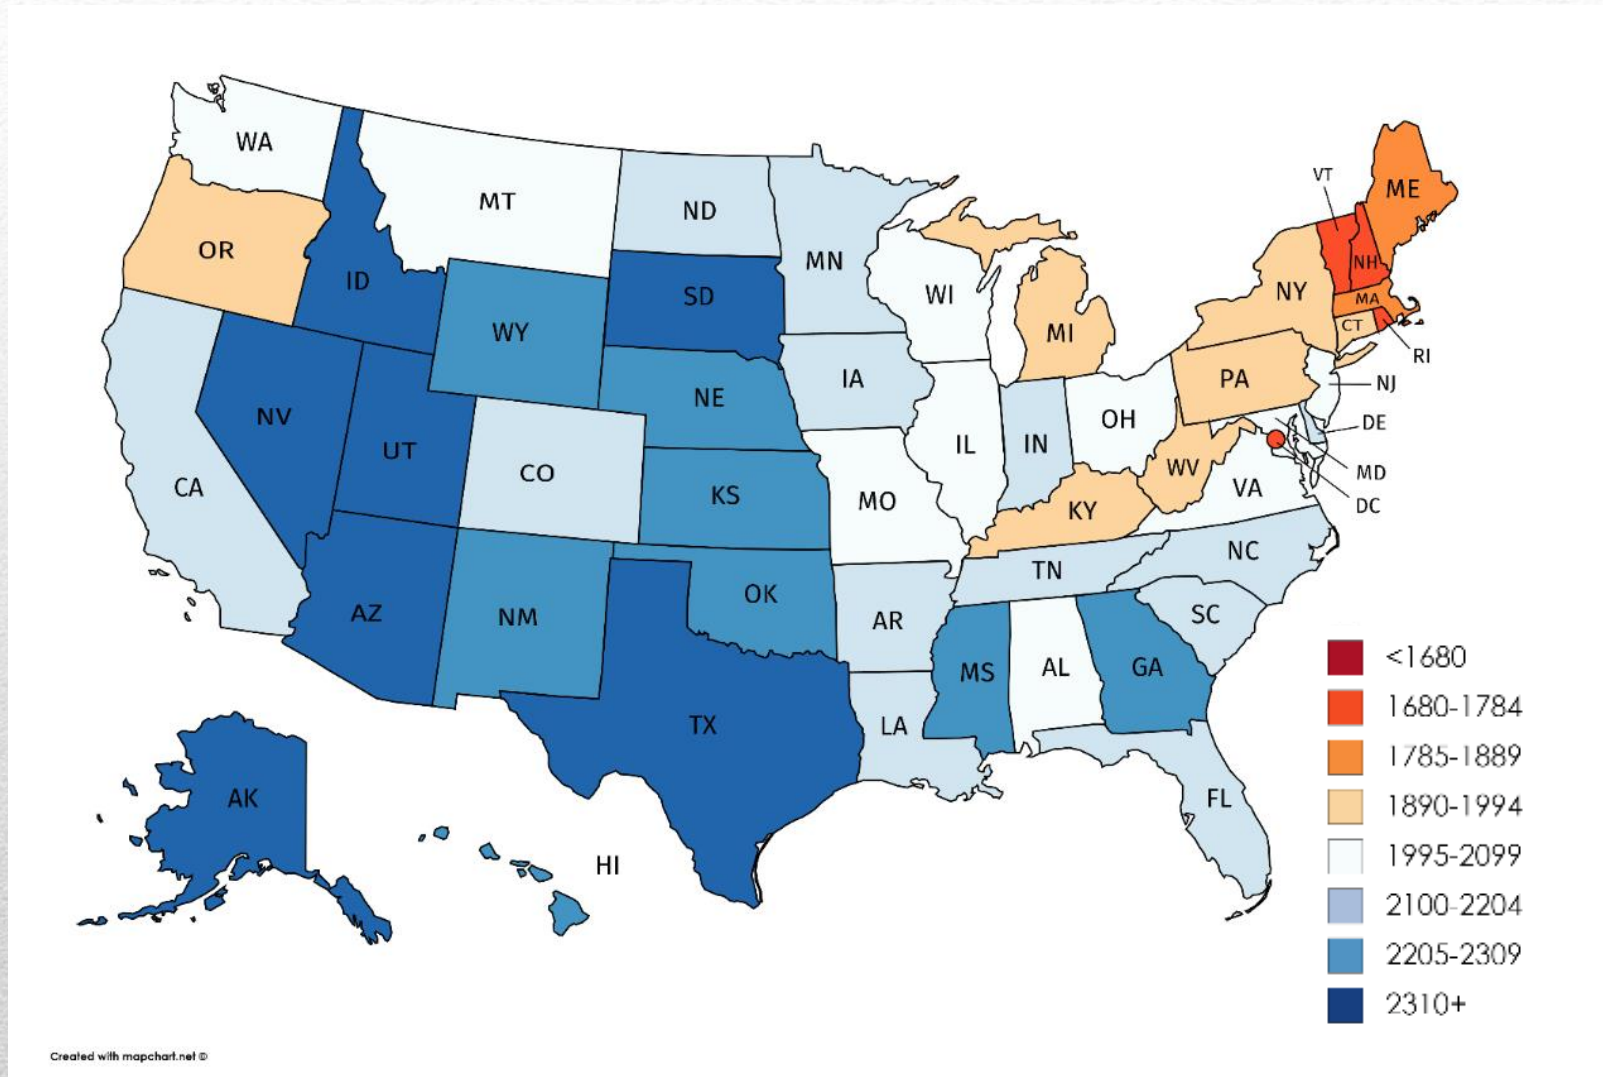 WA
MT
ND
MN
VT
ME
OR
ID
SD
WI
NH
NY
MA
WY
MI
CT
RI
IA
PA
NJ
NE
NV
OH
DE
UT
IL
IN
CO
WV
MD
CA
KS
MO
VA
DC
KY
NC
TN
OK
AZ
NM
AR
SC
MS
AL
GA
TX
LA
AK
FL
HI
<1680
1680-1784
1785-1889
1890-1994
1995-2099
2100-2204
2205-2309
2310+
Created with mapchart.net ©